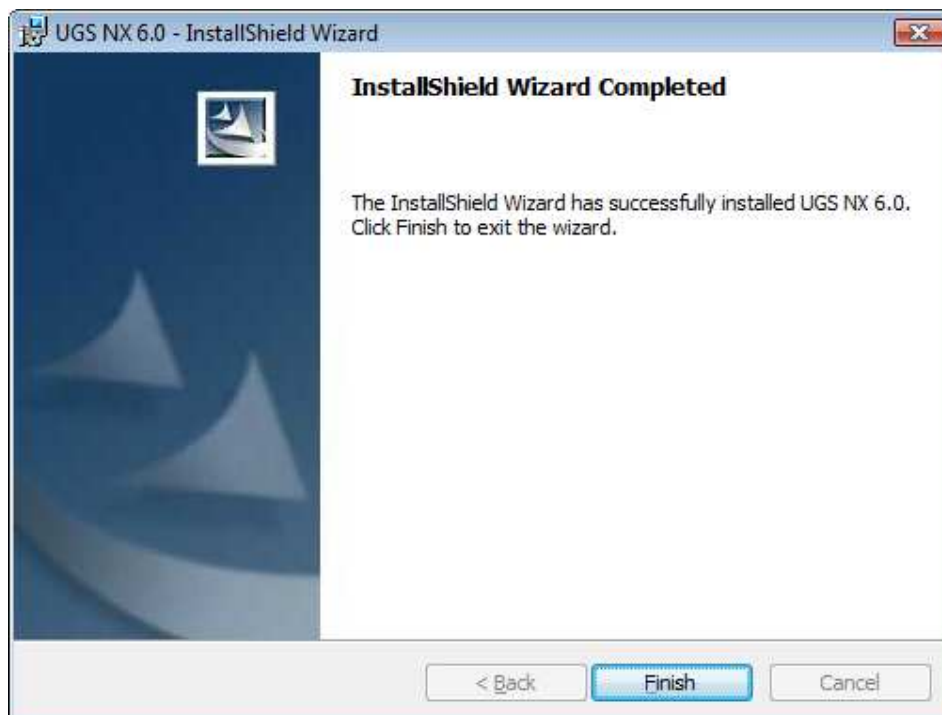 UGS NX 6.0 - InstallShield Wizard
InstallShield Wizard Completed
The InstallShield Wizard has successfully installed UGS NX 6.0.
Click Finish to exit the wizard.
< Back
Finish
Cancel